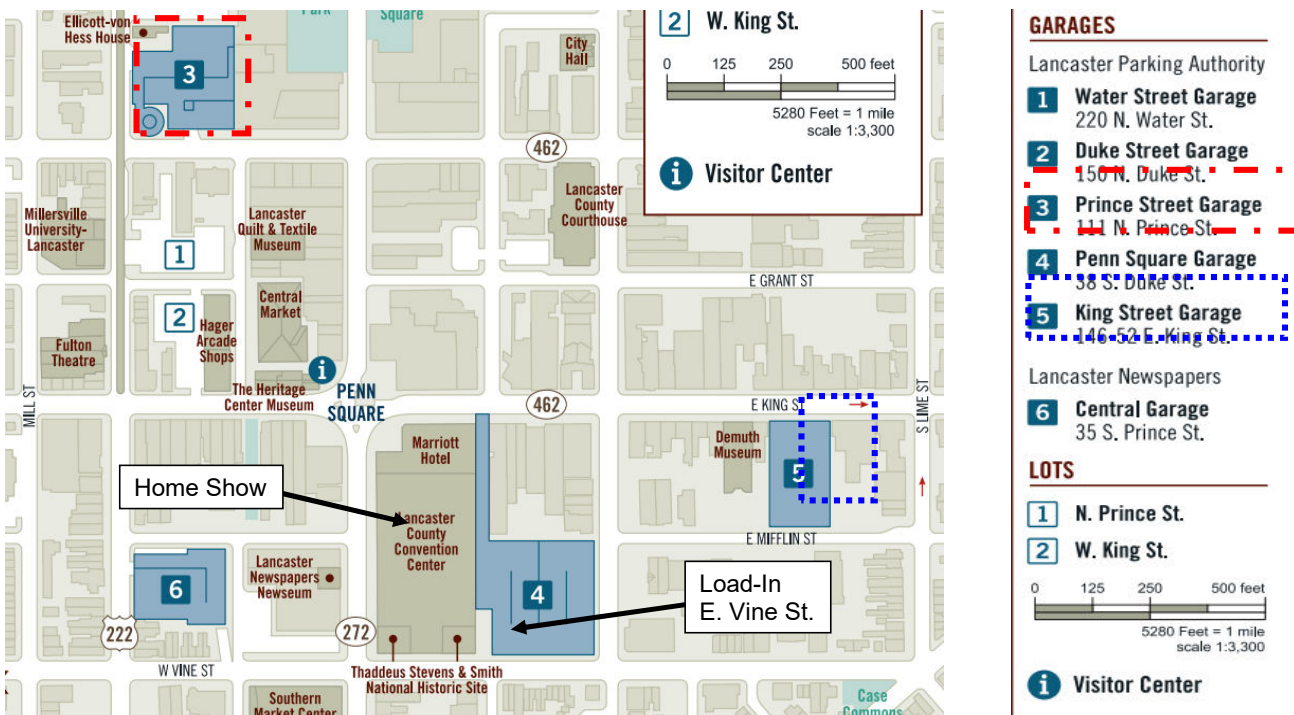 Ellicott-von
Hess House
Park
Square
City
Hall
3
2 W. King St.
0 125 250 500 feet
5280 Feet = 1 mile
scale 1:3,300
i Visitor Center
462
Millersville
University-
Lancaster
Lancaster
Quilt & Textile
Museum
Lancaster
County
Courthouse
1
E GRANT ST
2
Central
Market
Hager
Arcade
Shops
Fulton
Theatre
i
The Heritage
Center Museum
PENN
SQUARE
462
E KING ST
MILL ST
S LIME ST
Marriott
Hotel
Demuth
Museum
5
Home Show
Lancaster
County
Convention
Center
E MIFFLIN ST
Lancaster
Newspapers
Newseum
6
4
Load-In
E. Vine St.
222
272
W VINE ST
Thaddeus Stevens & Smith
National Historic Site
Southern
Market Center
Case
Commons
GARAGES
Lancaster Parking Authority
1 Water Street Garage
220 N. Water St.
2 Duke Street Garage
150 N. Duke St.
3 Prince Street Garage
111 N. Prince St.
4 Penn Square Garage
38 S. Duke St.
5 King Street Garage
146-52 E. King St.
Lancaster Newspapers
6 Central Garage
35 S. Prince St.
LOTS
1 N. Prince St.
2 W. King St.
0 125 250 500 feet
5280 Feet = 1 mile
scale 1:3,300
i Visitor Center